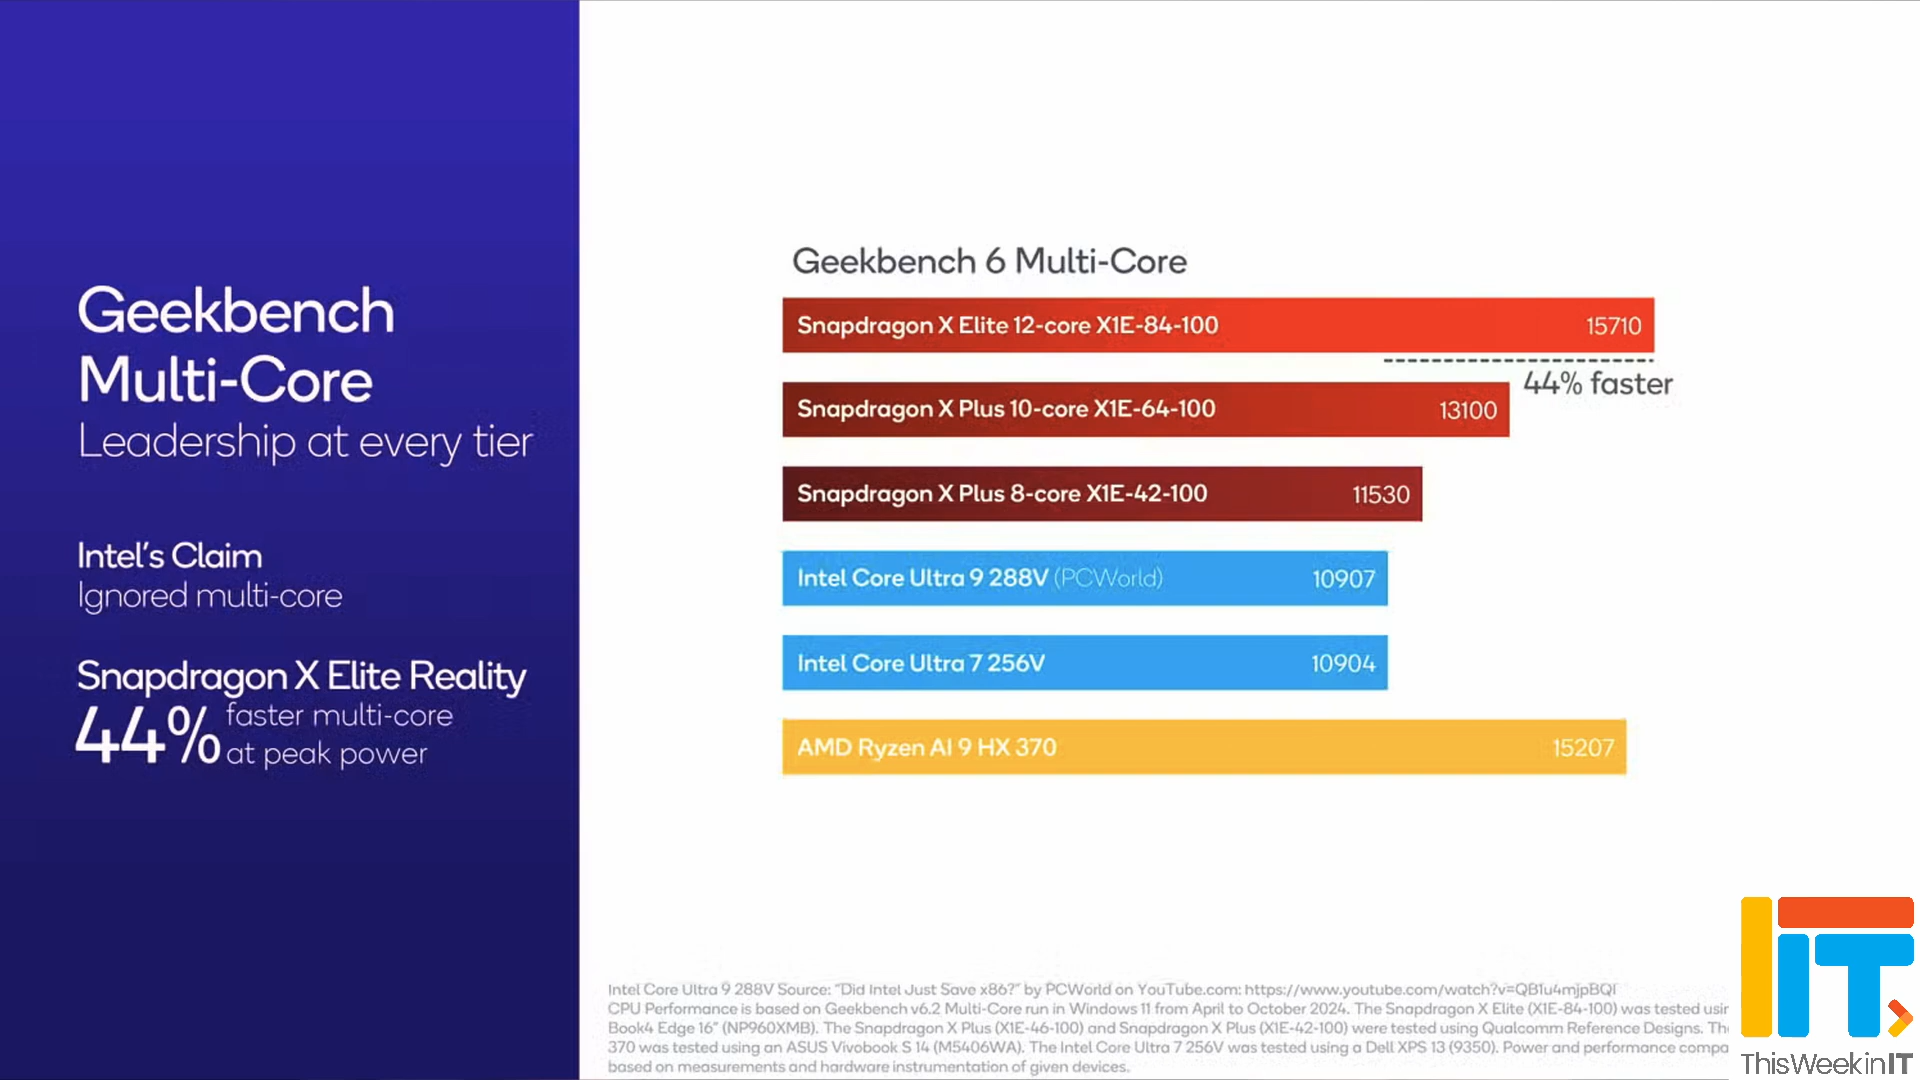 Geekbench
Multi-Core
Leadership at every tier
Intel's Claim
Ignored multi-core
Snapdragon X Elite Reality
44% faster multi-core
at peak power
Geekbench 6 Multi-Core
Snapdragon X Elite 12-core X1E-84-100 15710
44% faster
Snapdragon X Plus 10-core X1E-64-100 13100
Snapdragon X Plus 8-core X1E-42-100 11530
Intel Core Ultra 9 288V (PCWorld) 10907
Intel Core Ultra 7 256V 10904
AMD Ryzen AI 9 HX 370 15207
Intel Core Ultra 9 288V Source: "Did Intel Just Save x86?" by PCWorld on YouTube.com: https://www.youtube.com/watch?v=QB1u4mjpBQI
CPU Performance is based on Geekbench v6.2 Multi-Core run in Windows 11 from April to October 2024. The Snapdragon X Elite (X1E-84-100) was tested
Book4 Edge 16" (NP960XMB). The Snapdragon X Plus (X1E-46-100) and Snapdragon X Plus (X1E-42-100) were tested using Qualcomm Reference Designs.
370 was tested using an ASUS Vivobook S 14 (M5406WA). The Intel Core Ultra 7 256V was tested using a Dell XPS 13 (9350). Power and performance
based on measurements and hardware instrumentation of given devices.
IT
ThisWeekinIT